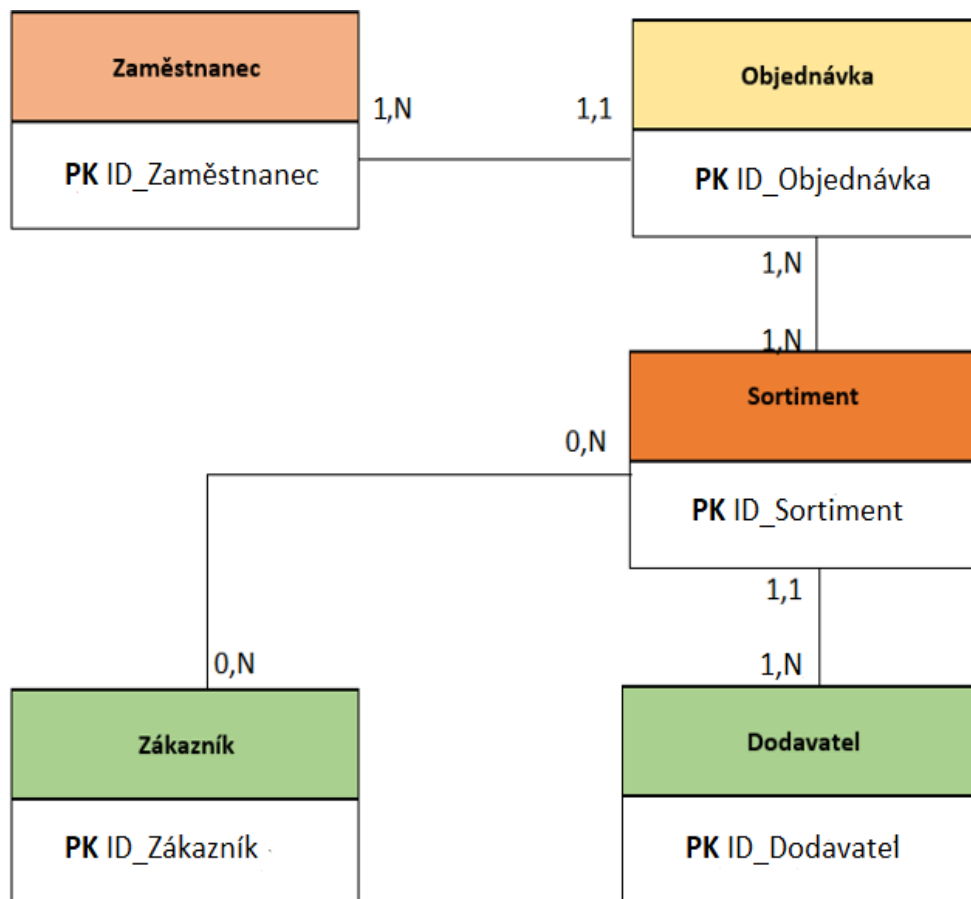 Zaměstnanec
PK ID_Zaměstnanec
1,N
1,1
Objednávka
PK ID_Objednávka
1,N
1,N
Sortiment
PK ID_Sortiment
0,N
0,N
1,1
1,N
Zákazník
PK ID_Zákazník
Dodavatel
PK ID_Dodavatel